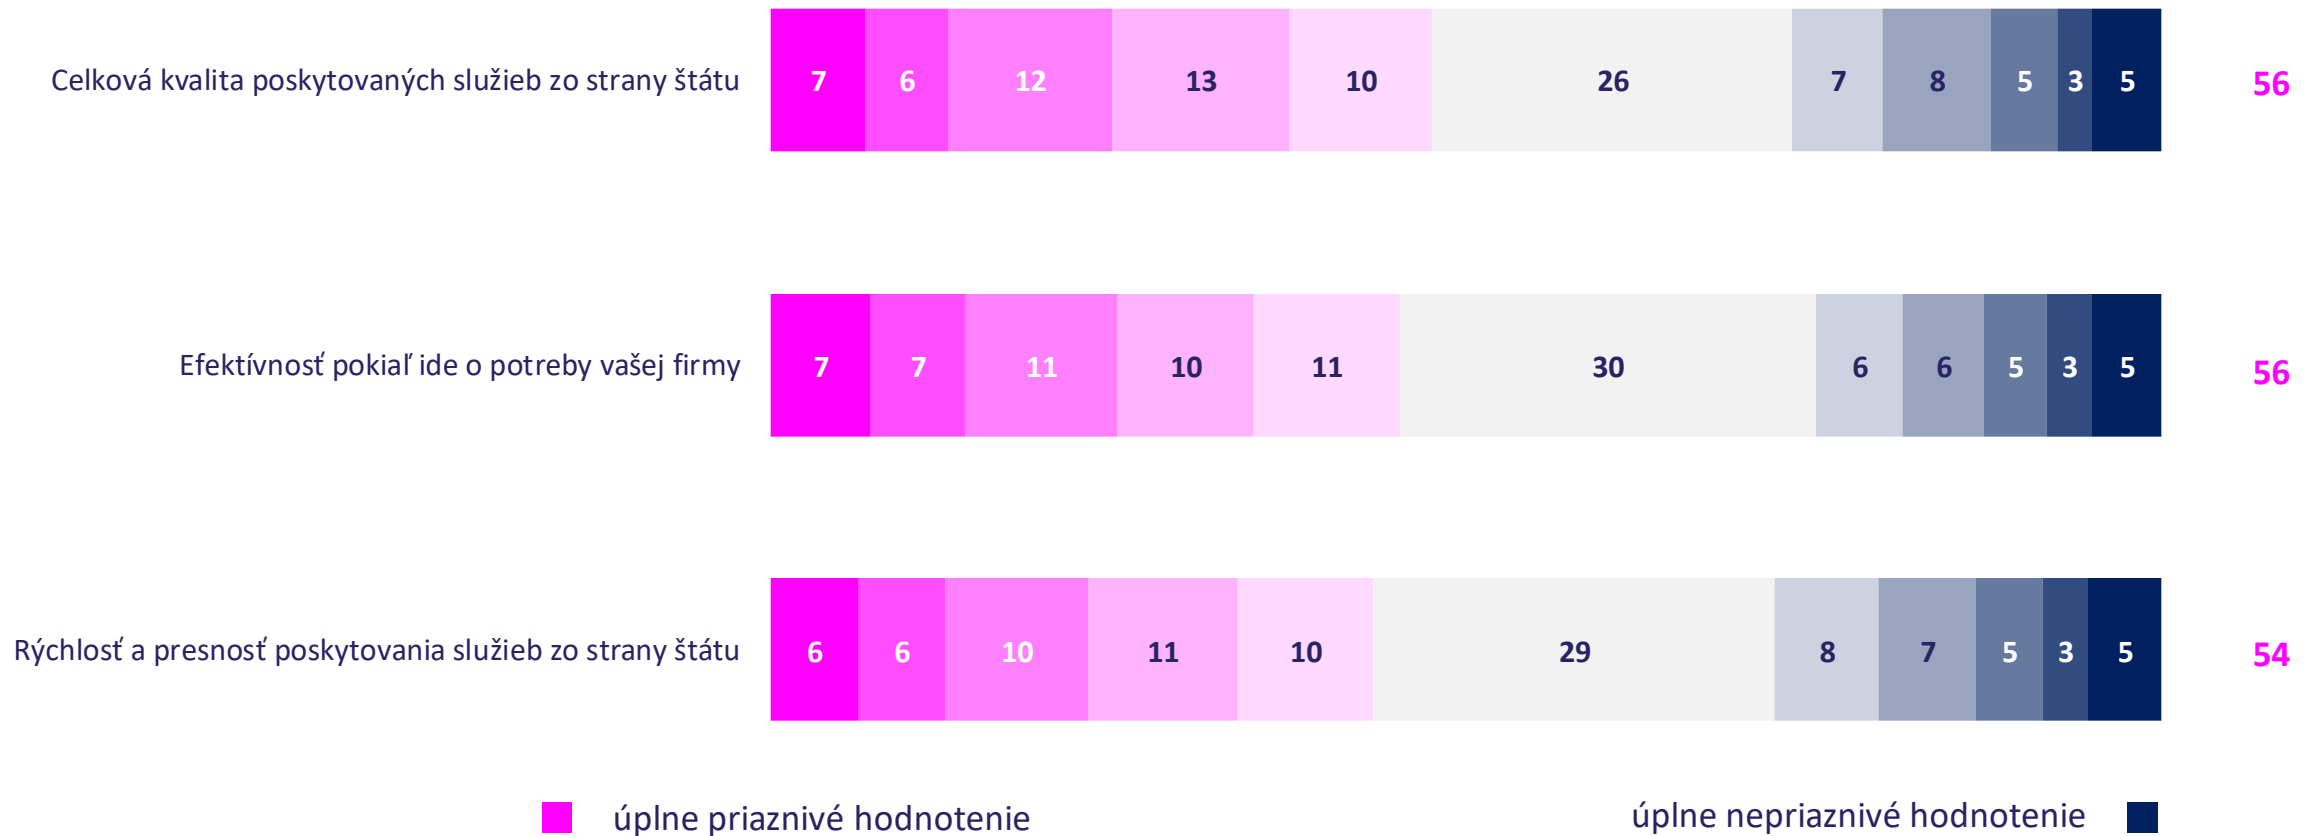 Celková kvalita poskytovaných služieb zo strany štátu 7 6 12 13 10 26 7 8 5 3 5 56
Efektívnosť pokiaľ ide o potreby vašej firmy 7 7 11 10 11 30 6 6 5 3 5 56
Rýchlosť a presnosť poskytovania služieb zo strany štátu 6 6 10 11 10 29 8 7 5 3 5 54
úplne priaznivé hodnotenie úplne nepriaznivé hodnotenie